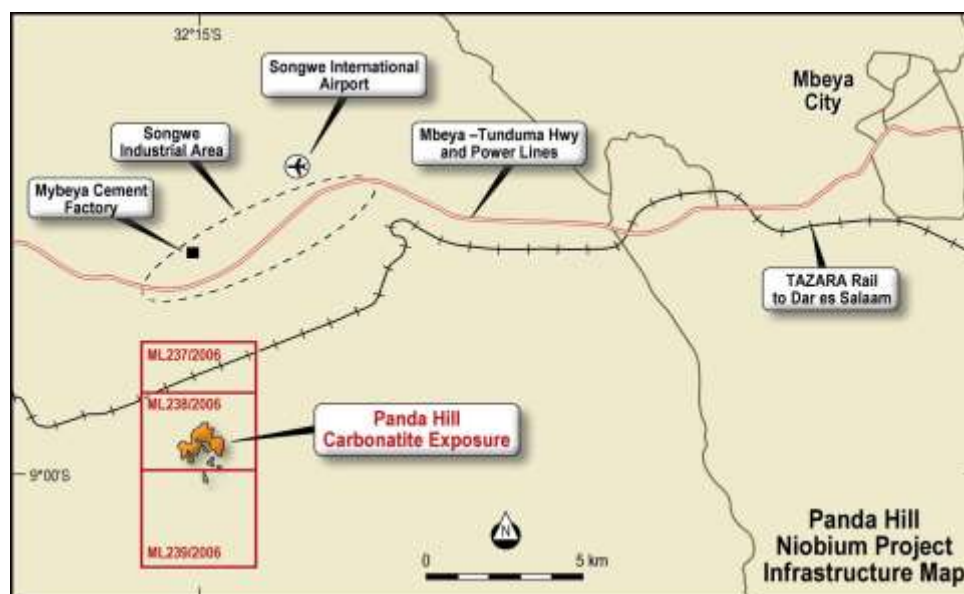 32°15'S
Songwe International
Airport
Mbeya
City
Songwe
Industrial Area
Mbeya –Tunduma Hwy
and Power Lines
Mybeya Cement
Factory
TAZARA Rail
to Dar es Salaam
ML237/2006
ML238/2006
Panda Hill
Carbonatite Exposure
9°00'S
ML239/2006
N
0
5 km
Panda Hill
Niobium Project
Infrastructure Map